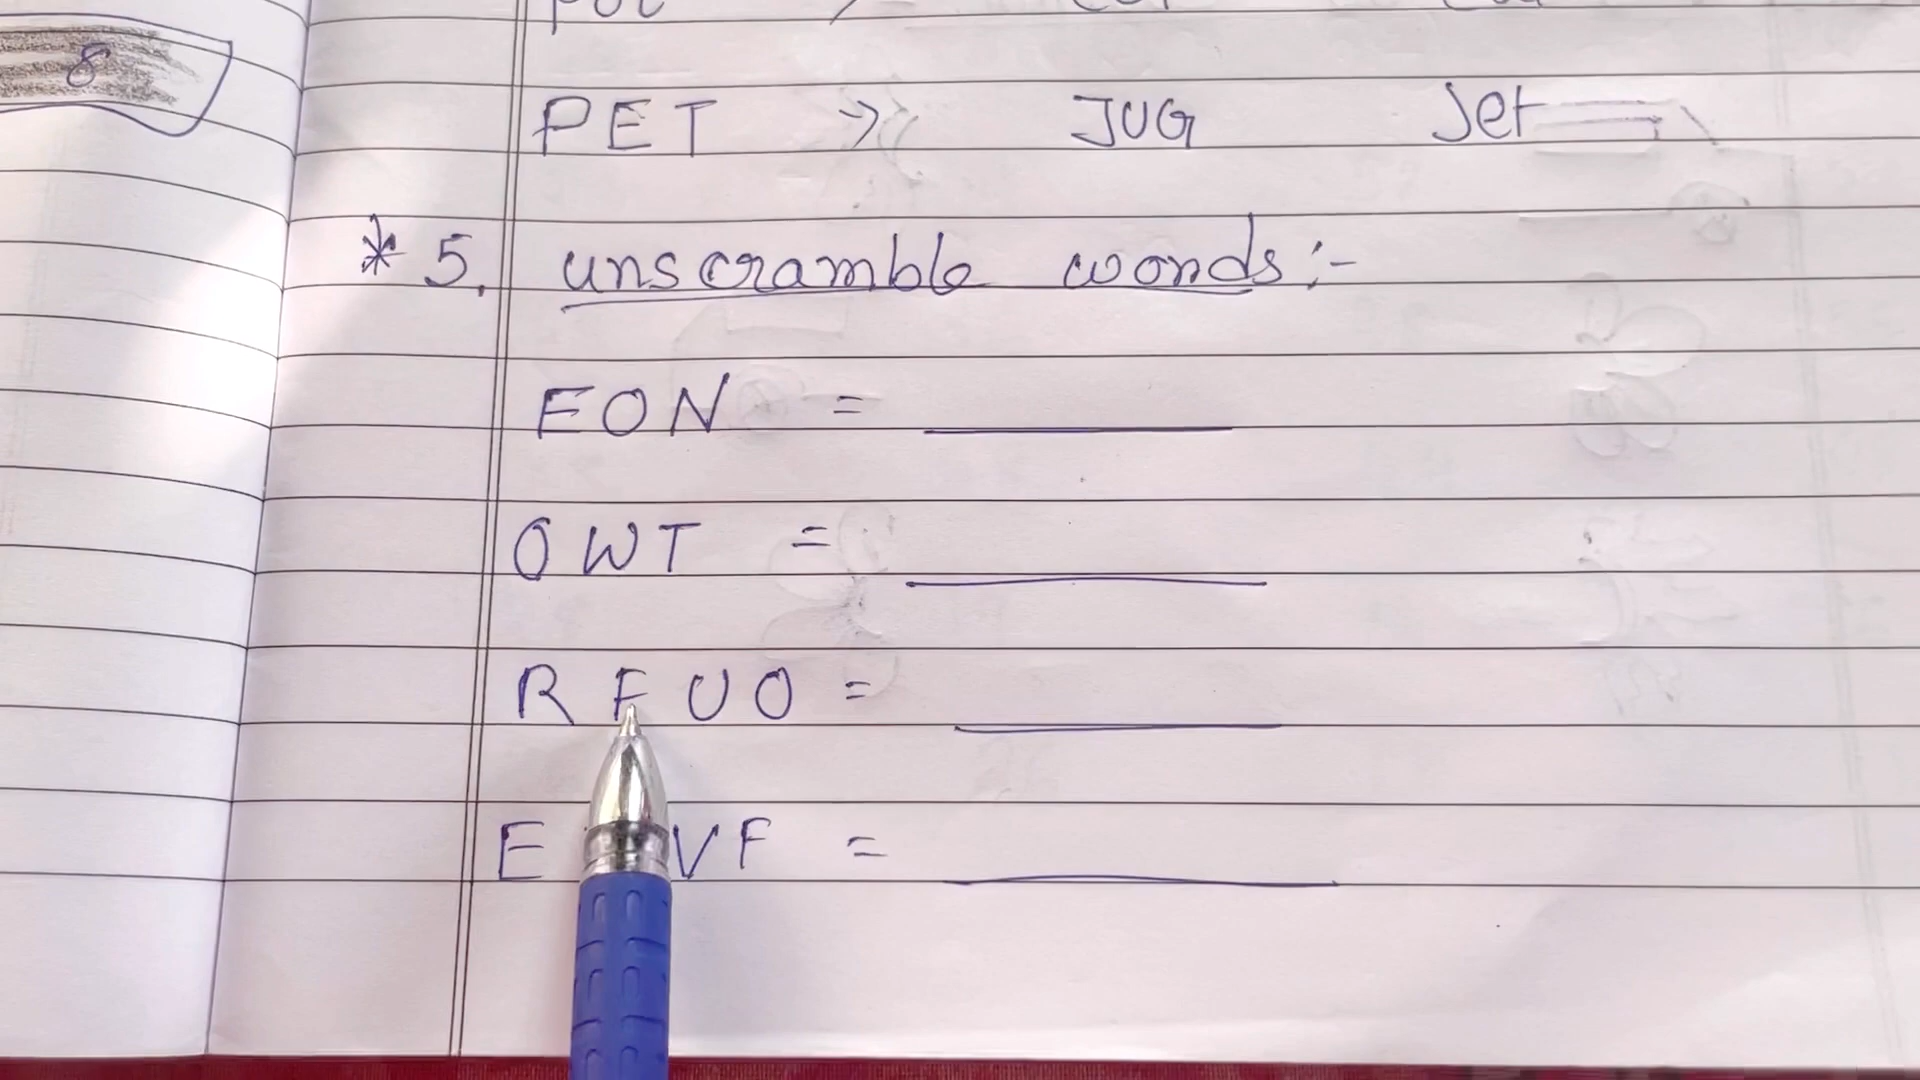 8
PET > JUG Jet
* 5. unscramble words:-
EON =
OWT =
RFUO =
E VF =